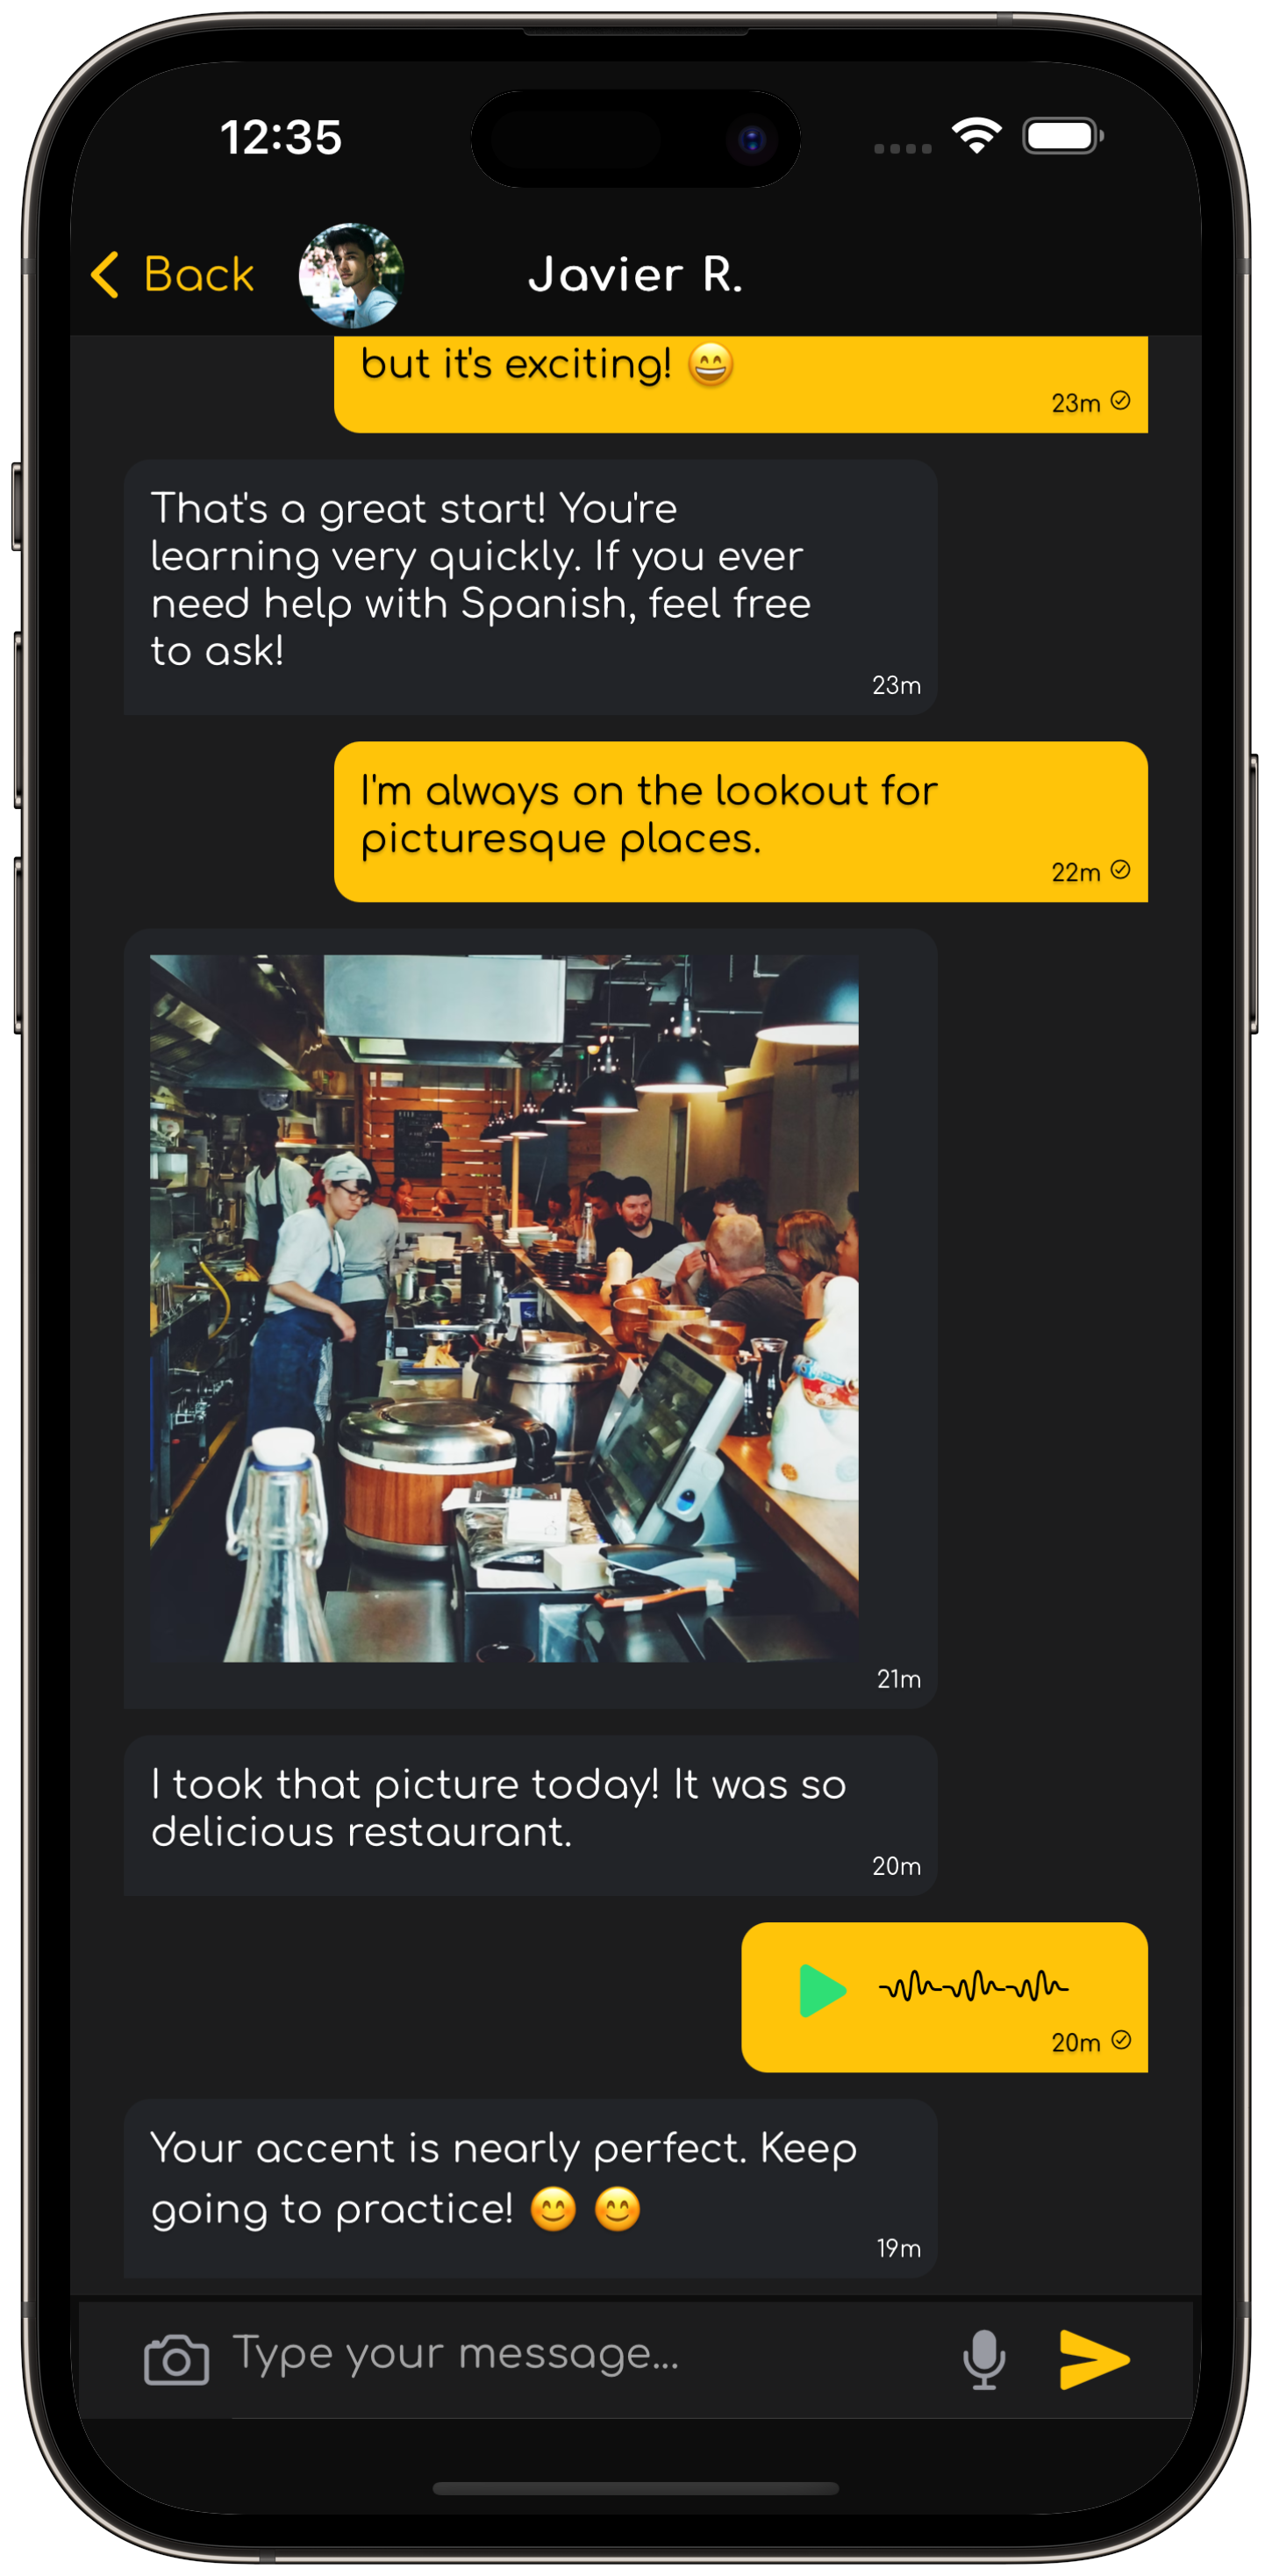 12:35
Back
Javier R.
but it's exciting! 😄
23m
That's a great start! You're
learning very quickly. If you ever
need help with Spanish, feel free
to ask!
23m
I'm always on the lookout for
picturesque places.
22m
21m
I took that picture today! It was so
delicious restaurant.
20m
20m
Your accent is nearly perfect. Keep
going to practice! 😊 😊
19m
Type your message...